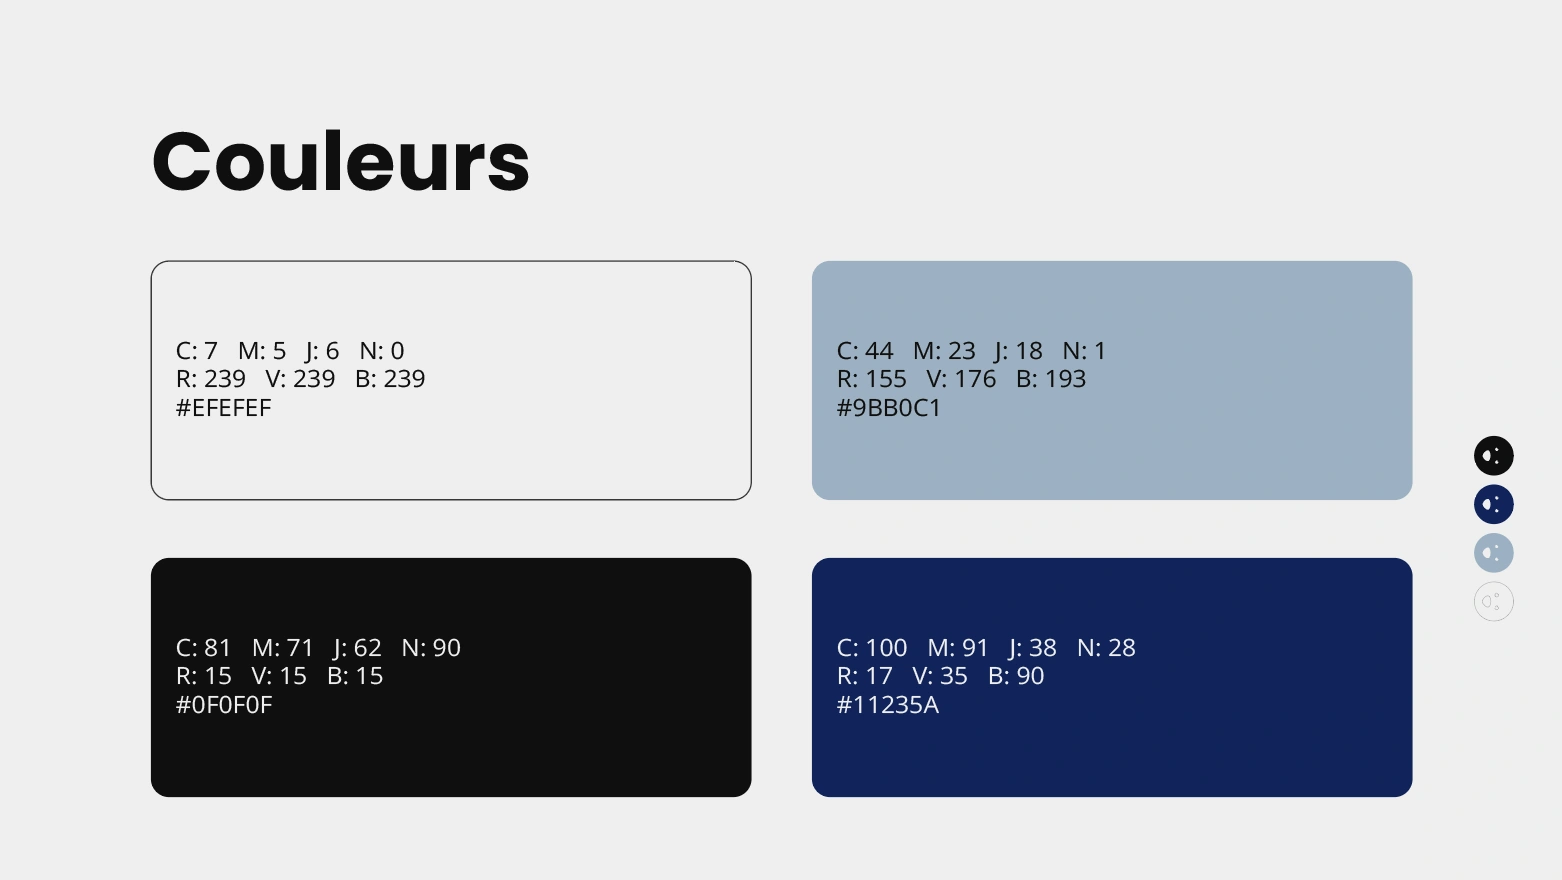 Couleurs
C: 7 M: 5 J: 6 N: 0
R: 239 V: 239 B: 239
#EFEFEF
C: 44 M: 23 J: 18 N: 1
R: 155 V: 176 B: 193
#9BB0C1
C: 81 M: 71 J: 62 N: 90
R: 15 V: 15 B: 15
#0F0F0F
C: 100 M: 91 J: 38 N: 28
R: 17 V: 35 B: 90
#11235A